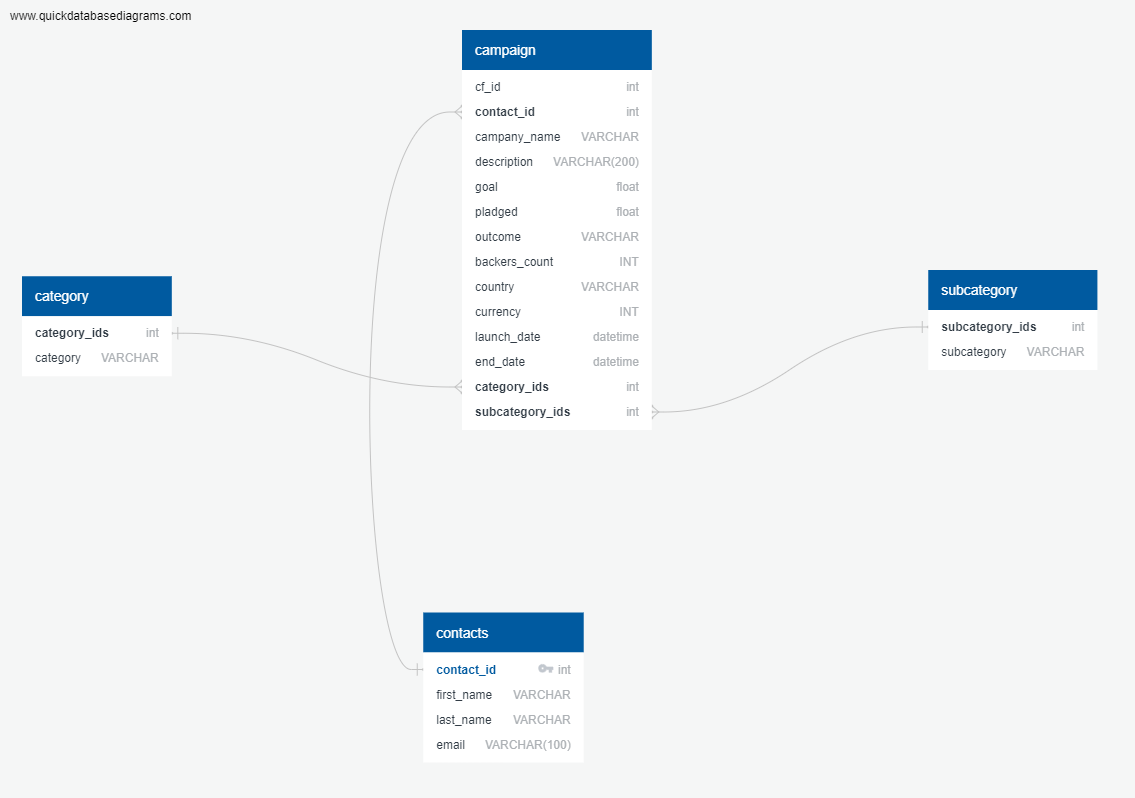 www.quickdatabasediagrams.com
campaign
cf_id int
contact_id int
campany_name VARCHAR
description VARCHAR(200)
goal float
pladged float
outcome VARCHAR
backers_count INT
country VARCHAR
currency INT
launch_date datetime
end_date datetime
category_ids int
subcategory_ids int
category
category_ids int
category VARCHAR
subcategory
subcategory_ids int
subcategory VARCHAR
contacts
contact_id int
first_name VARCHAR
last_name VARCHAR
email VARCHAR(100)